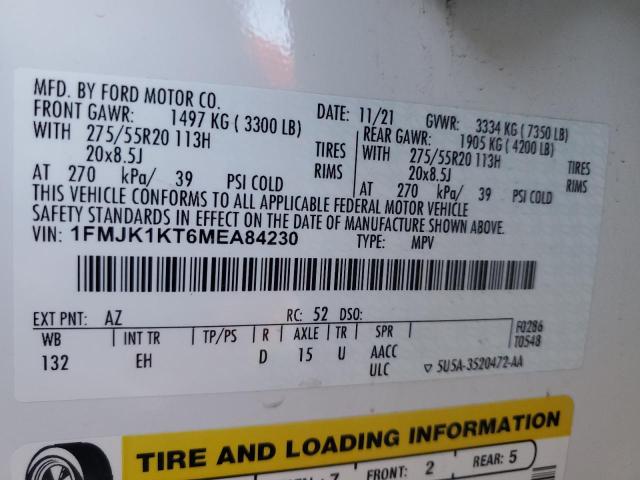 MFD. BY FORD MOTOR CO.
DATE: 11/21 GVWR: 3334 KG ( 7350 LB)
FRONT GAWR: 1497 KG ( 3300 LB)
REAR GAWR: 1905 KG ( 4200 LB)
WITH 275/55R20 113H TIRES
WITH 275/55R20 113H TIRES
20x8.5J RIMS
20x8.5J RIMS
AT 270 kPa/ 39 PSI COLD
AT 270 kPa/ 39 PSI COLD
THIS VEHICLE CONFORMS TO ALL APPLICABLE FEDERAL MOTOR VEHICLE
SAFETY STANDARDS IN EFFECT ON THE DATE OF MANUFACTURE SHOWN ABOVE.
VIN: 1FMJK1KT6MEA84230 TYPE: MPV
EXT PNT: AZ RC: 52 DSO:
WB INT TR TP/PS R AXLE TR SPR
132 EH D 15 U AACC
ULC
F0286
T0548
▽ 5U5A-3520472-AA
TIRE AND LOADING INFORMATION
7 FRONT: 2 REAR: 5